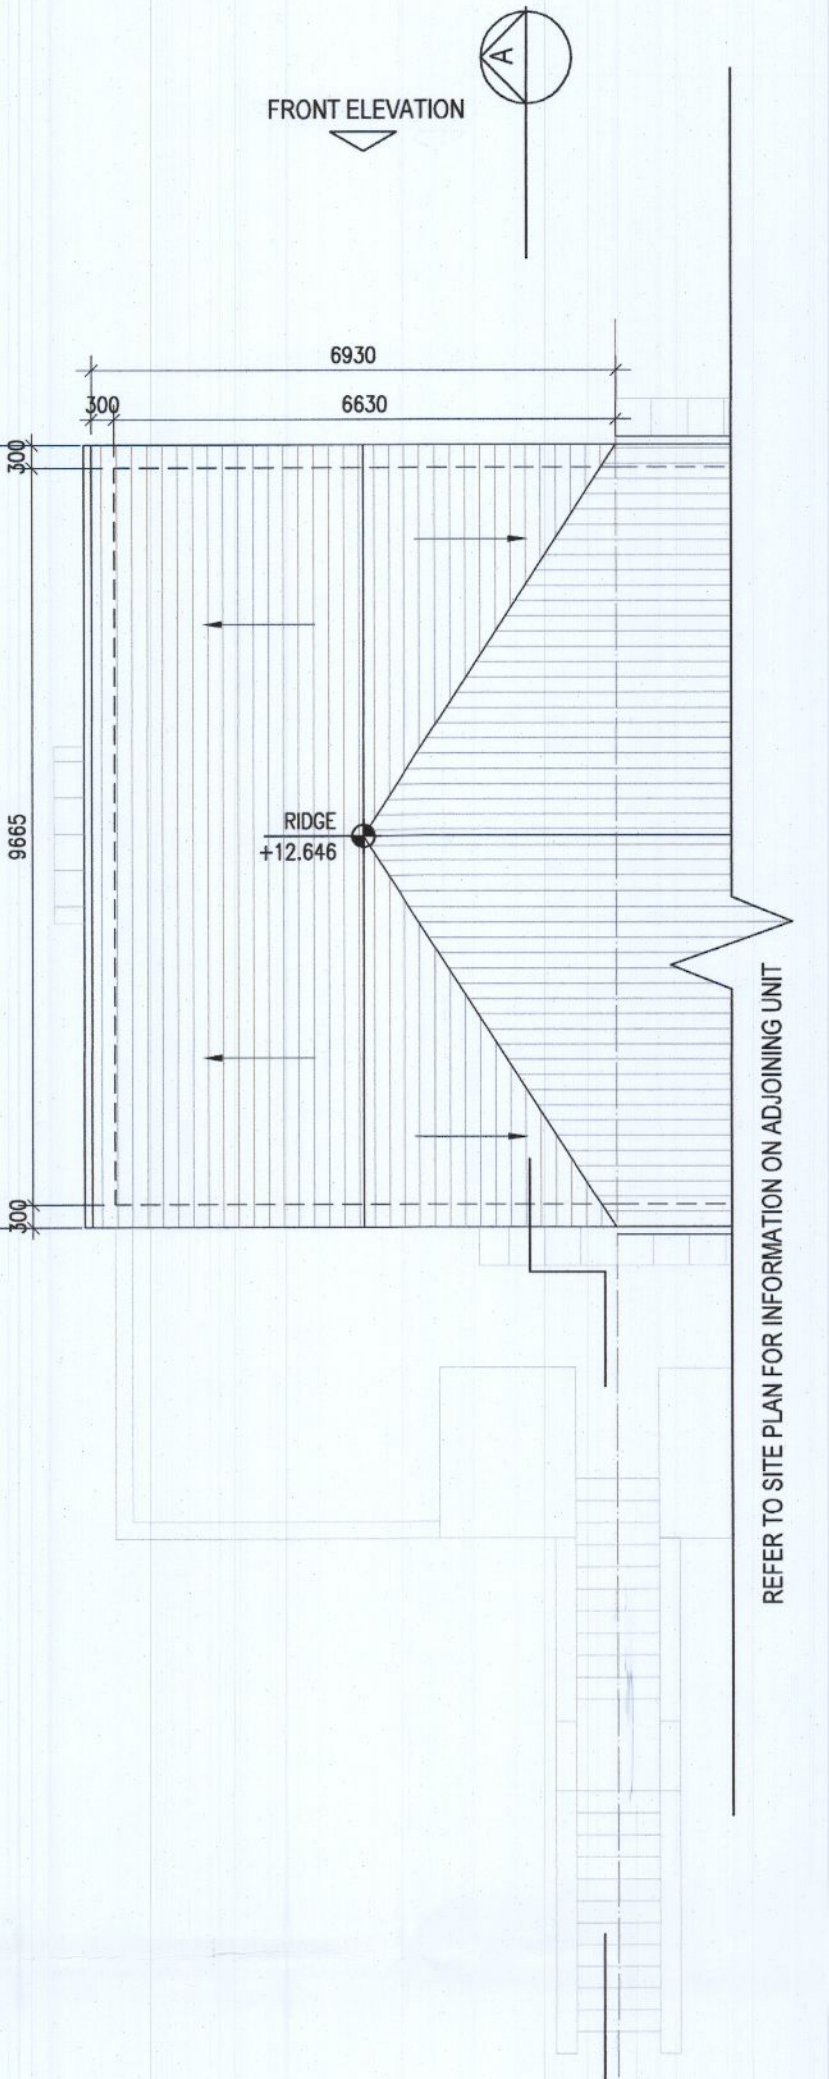 A
FRONT ELEVATION
6930
300
6630
300
9665
RIDGE
+12.646
300
REFER TO SITE PLAN FOR INFORMATION ON ADJOINING UNIT